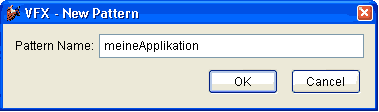 VFX - New Pattern
Pattern Name: meineApplikation
OK Cancel